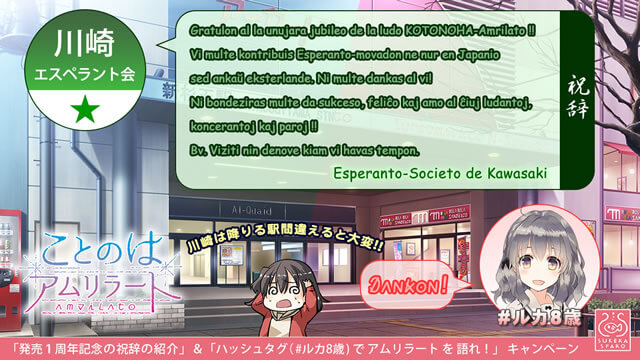 川崎
エスペラント会
Gratulon al la unujara jubileo de la ludo KOTONOHA-Amrilato !!
Vi multe kontribuis Esperanto-movadon ne nur en Japanio
sed ankaŭ eksterlande. Ni multe dankas al vi!
Ni bondeziras multe da sukceso, feliĉo kaj amo al ĉiuj ludantoj,
koncerantoj kaj paroj !!
Bv. Viziti nin denove kiam vi havas tempon.
Esperanto-Societo de Kawasaki
祝辞
Al-Quaid
川崎は降りる駅間違えると大変!!
ことのは
アムリラート
AMRILATO
Dankon!
#ルカ8歳
SUKERA
SPARO
「発売1周年記念の祝辞の紹介」&「ハッシュタグ(#ルカ8歳)でアムリラートを語れ!」キャンペーン